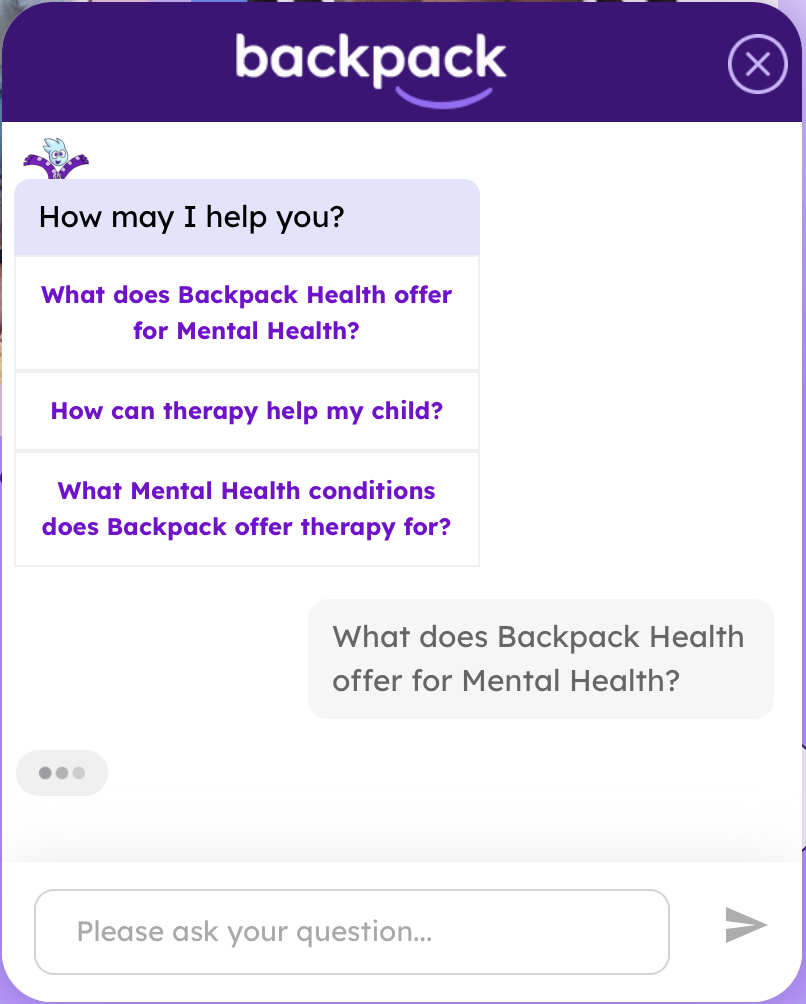 backpack
How may I help you?
What does Backpack Health offer
for Mental Health?
How can therapy help my child?
What Mental Health conditions
does Backpack offer therapy for?
What does Backpack Health
offer for Mental Health?
Please ask your question...